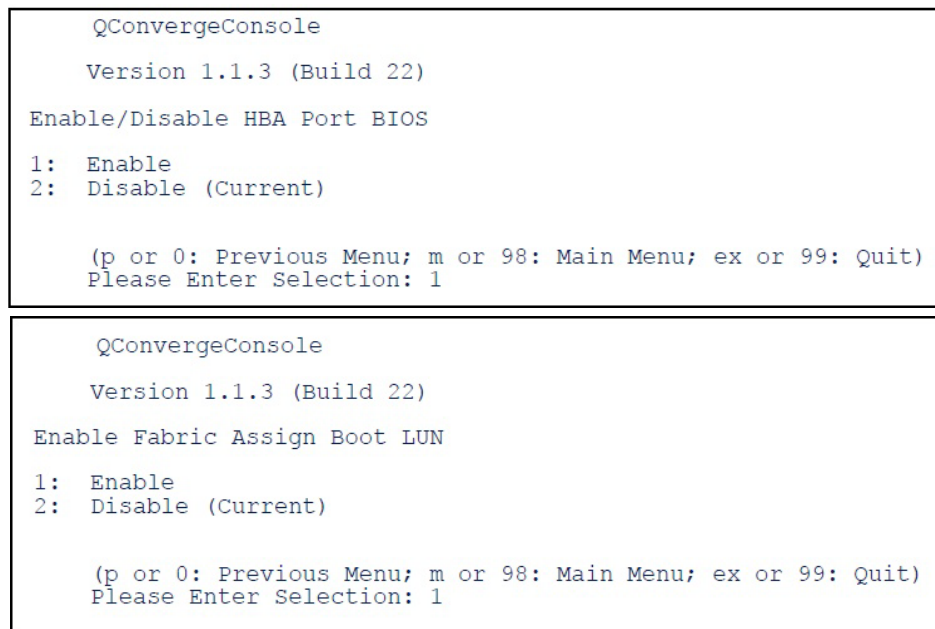 QConvergeConsole
Version 1.1.3 (Build 22)
Enable/Disable HBA Port BIOS
1: Enable
2: Disable (Current)
(p or 0: Previous Menu; m or 98: Main Menu; ex or 99: Quit)
Please Enter Selection: 1
QConvergeConsole
Version 1.1.3 (Build 22)
Enable Fabric Assign Boot LUN
1: Enable
2: Disable (Current)
(p or 0: Previous Menu; m or 98: Main Menu; ex or 99: Quit)
Please Enter Selection: 1